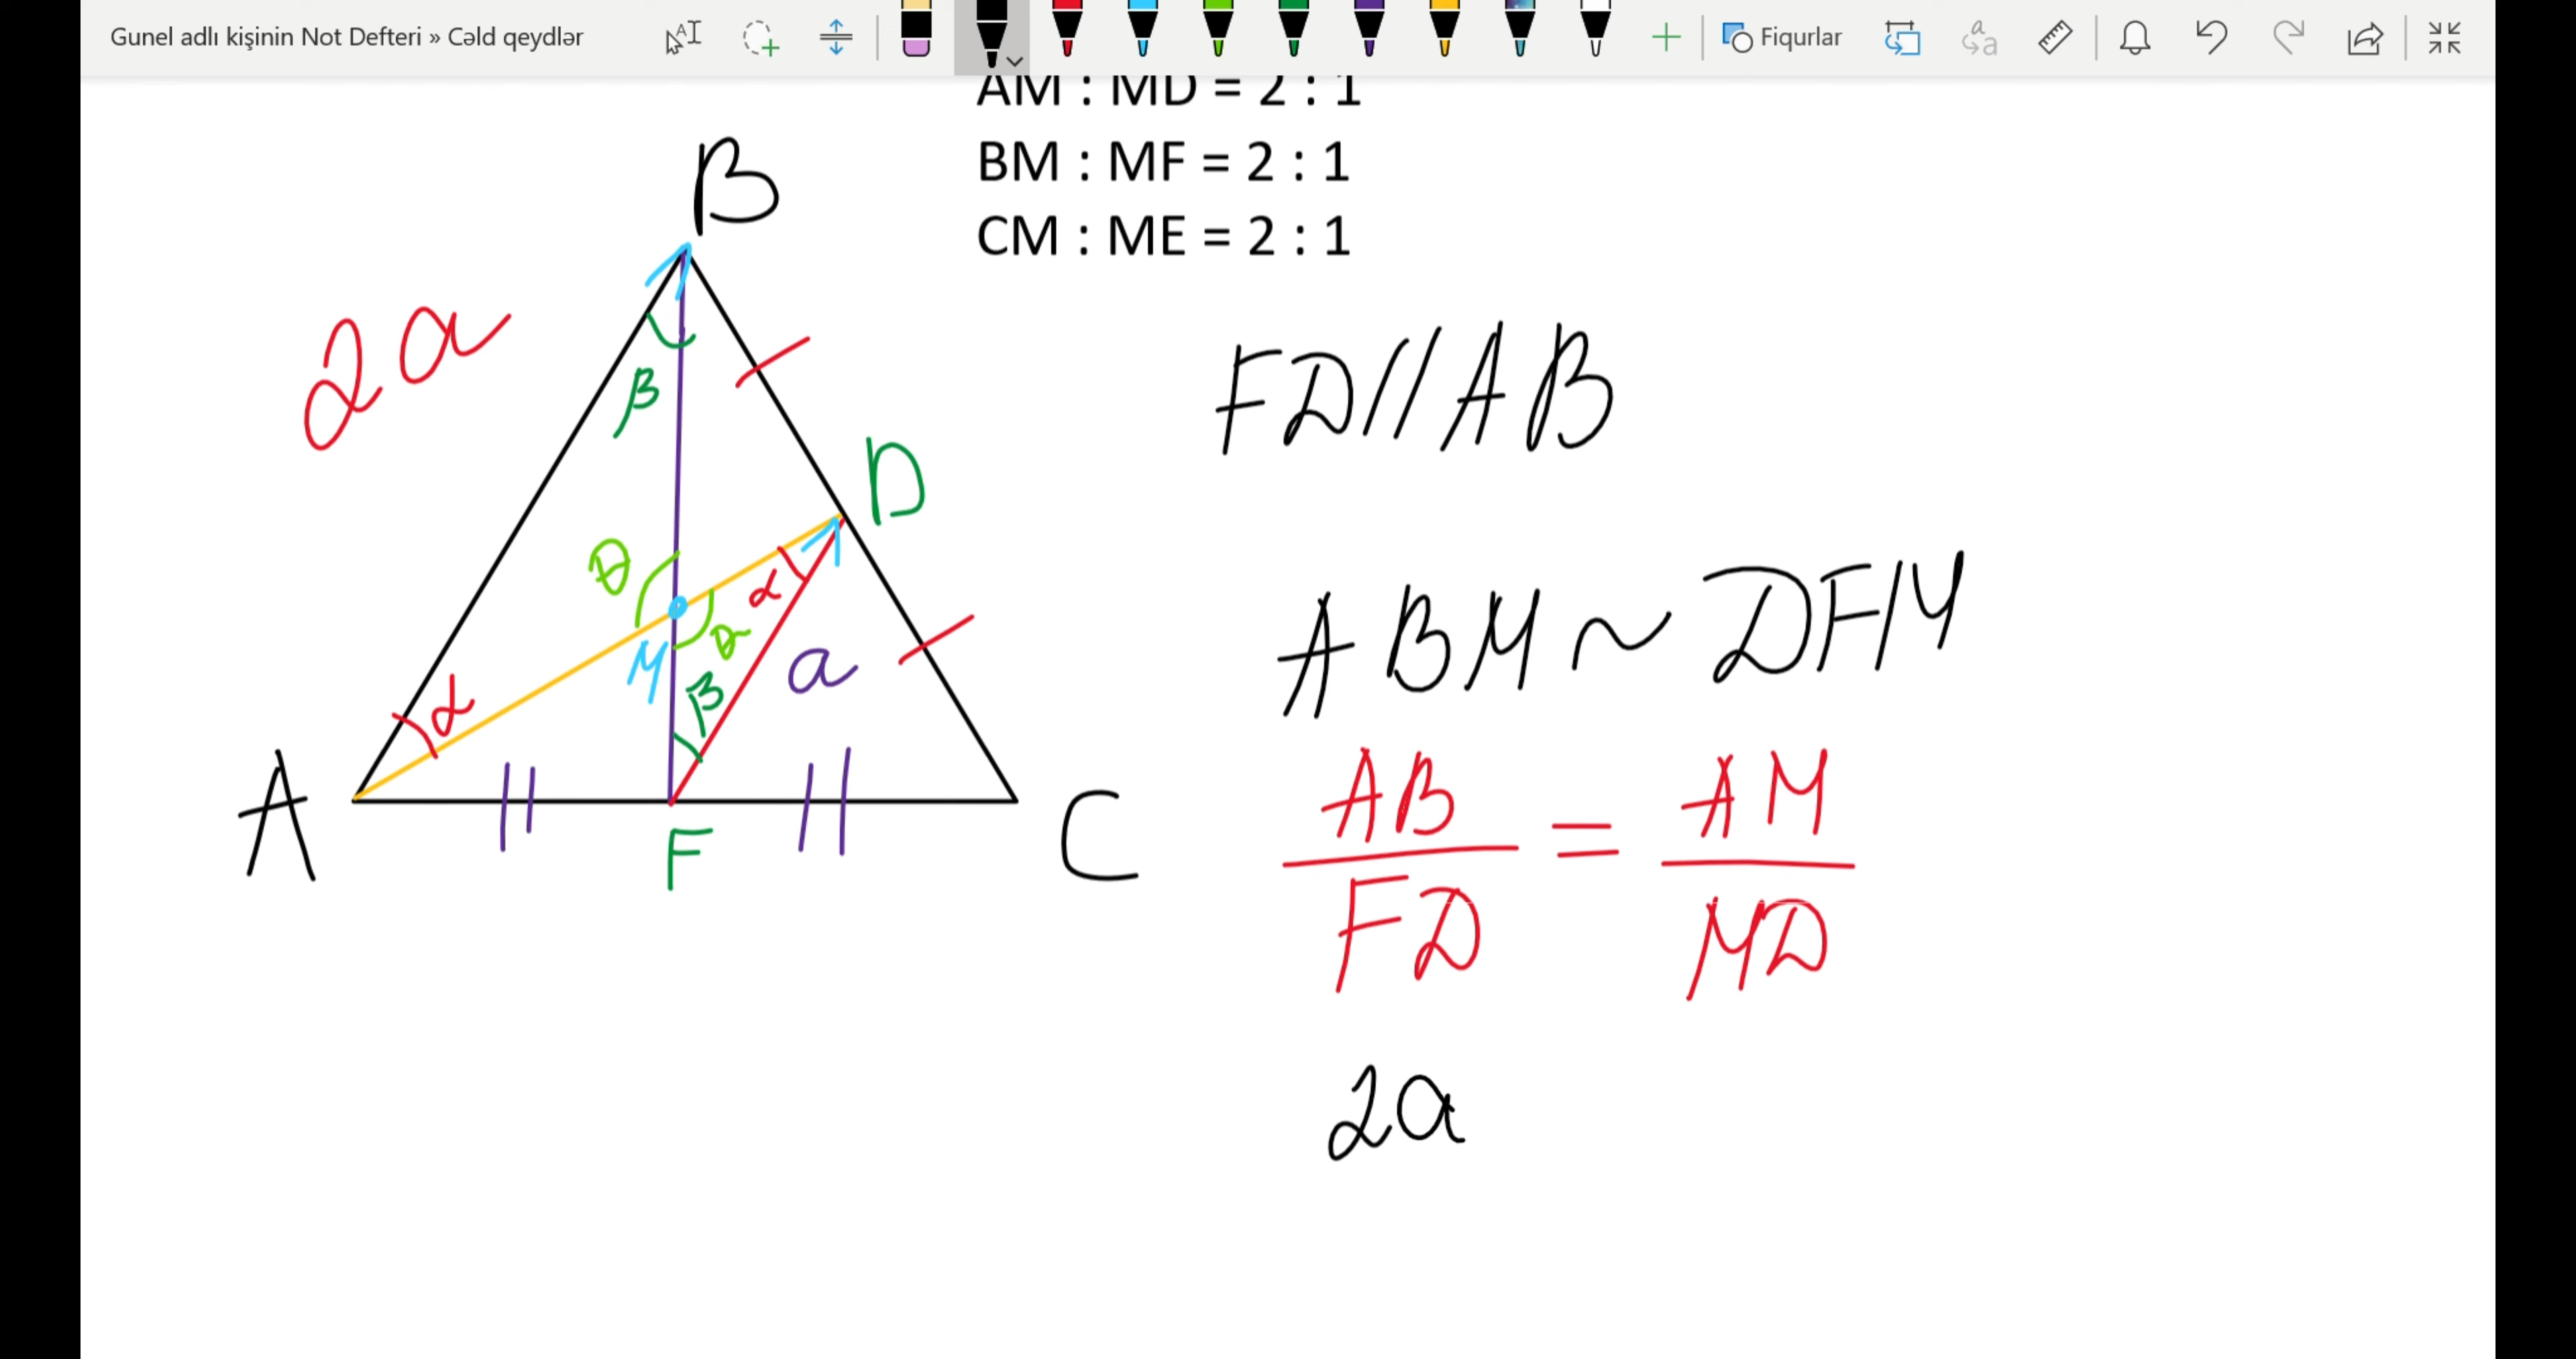 Gunel adlı kişinin Not Defteri » Cəld qeydlər
Fiqurlar
AM : MD = 2 : 1
BM : MF = 2 : 1
CM : ME = 2 : 1
B
2a
β
D
FD//AB
θ
α
M
θ
a
β
α
ABM ~ DFM
A
F
C
AB = AM
FD MD
2a